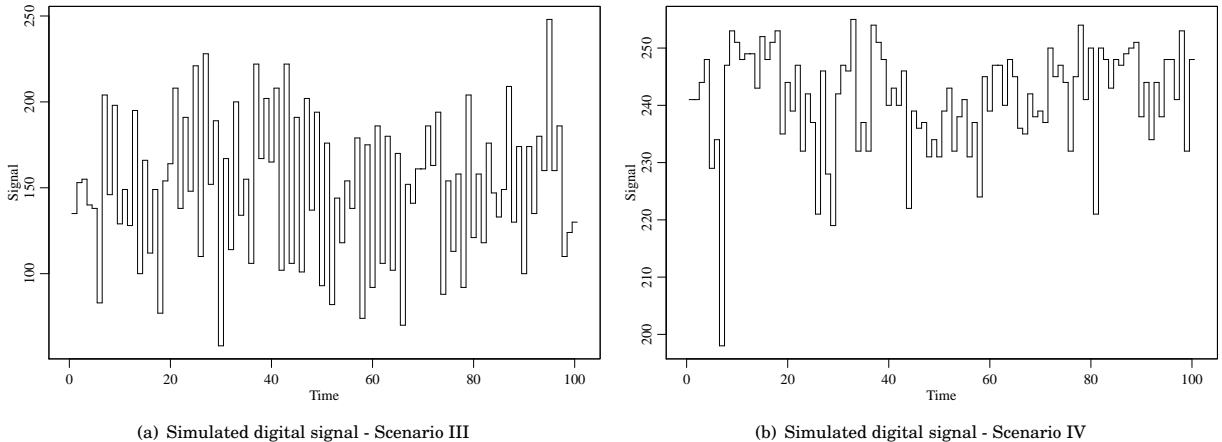 250
200
150
100
Signal
0 20 40 60 80 100
Time
(a) Simulated digital signal - Scenario III
250
240
230
220
210
200
Signal
0 20 40 60 80 100
Time
(b) Simulated digital signal - Scenario IV